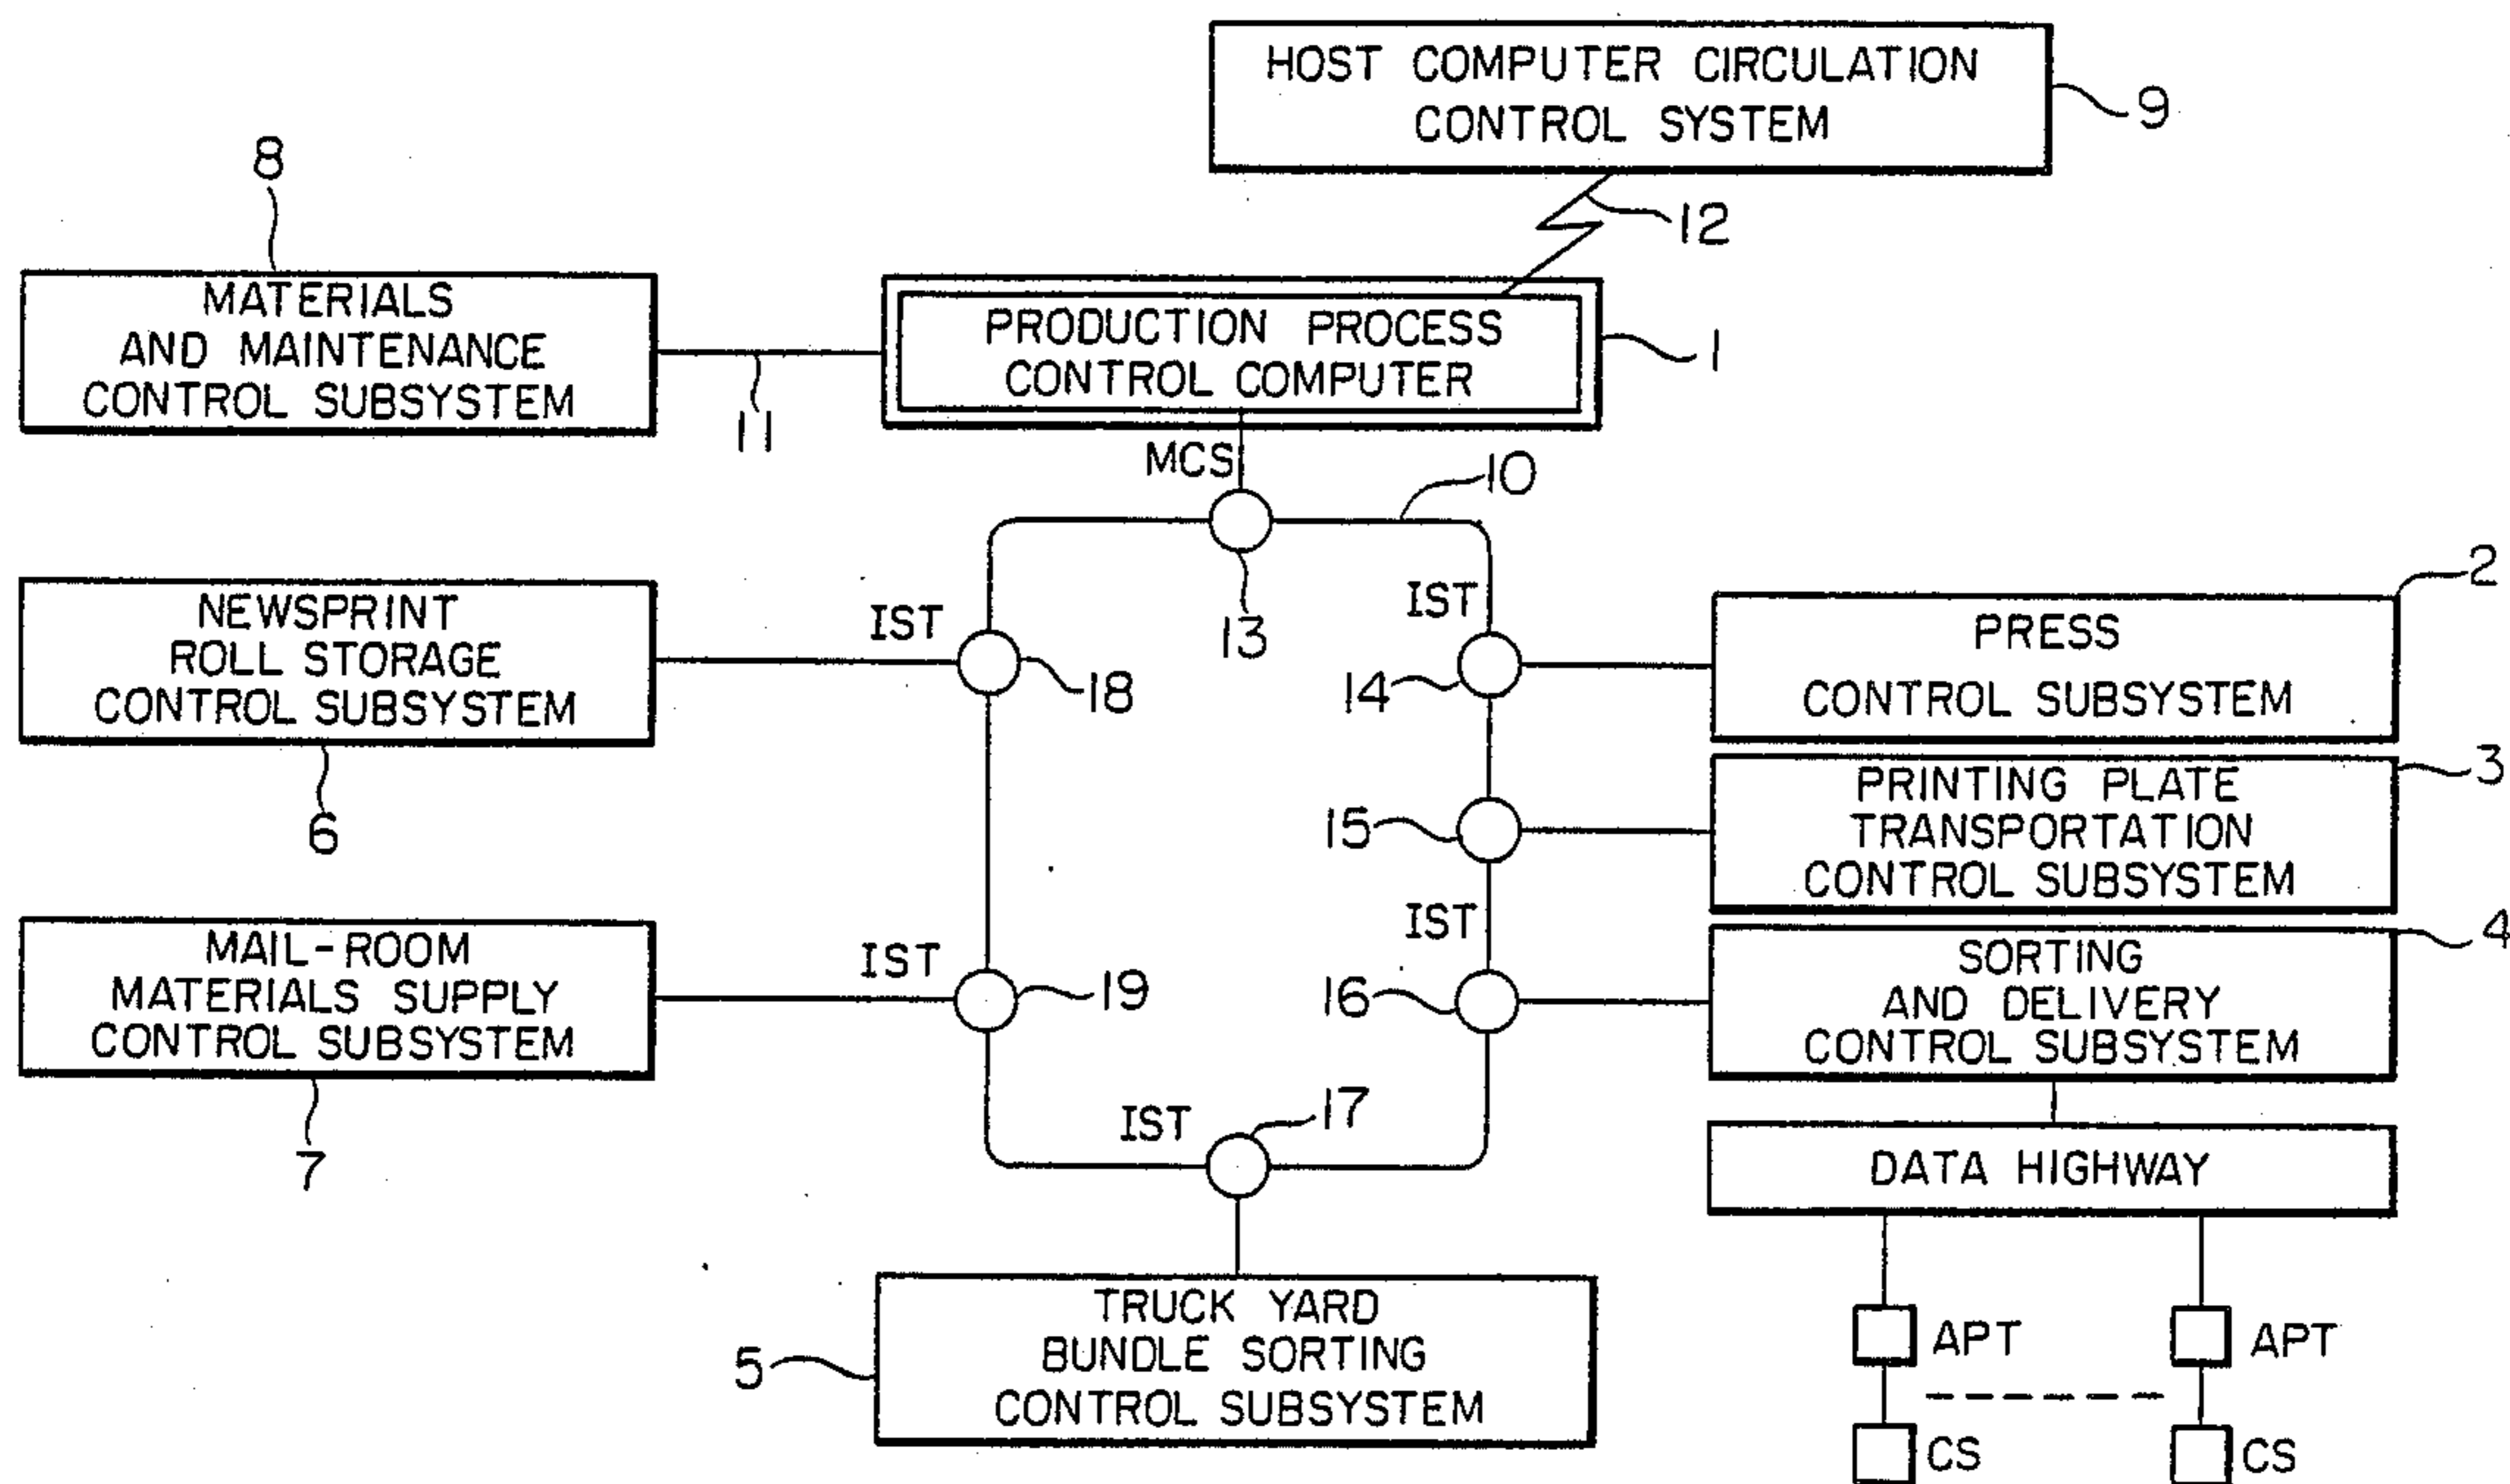 HOST COMPUTER CIRCULATION
CONTROL SYSTEM
9
12
8
MATERIALS
AND MAINTENANCE
CONTROL SUBSYSTEM
11
PRODUCTION PROCESS
CONTROL COMPUTER
1
MCS
10
13
NEWSPRINT
ROLL STORAGE
CONTROL SUBSYSTEM
6
IST
18
IST
14
2
PRESS
CONTROL SUBSYSTEM
15
3
PRINTING PLATE
TRANSPORTATION
CONTROL SUBSYSTEM
MAIL-ROOM
MATERIALS SUPPLY
CONTROL SUBSYSTEM
7
IST
19
IST
16
4
SORTING
AND DELIVERY
CONTROL SUBSYSTEM
IST
17
DATA HIGHWAY
5
TRUCK YARD
BUNDLE SORTING
CONTROL SUBSYSTEM
APT
APT
CS
CS